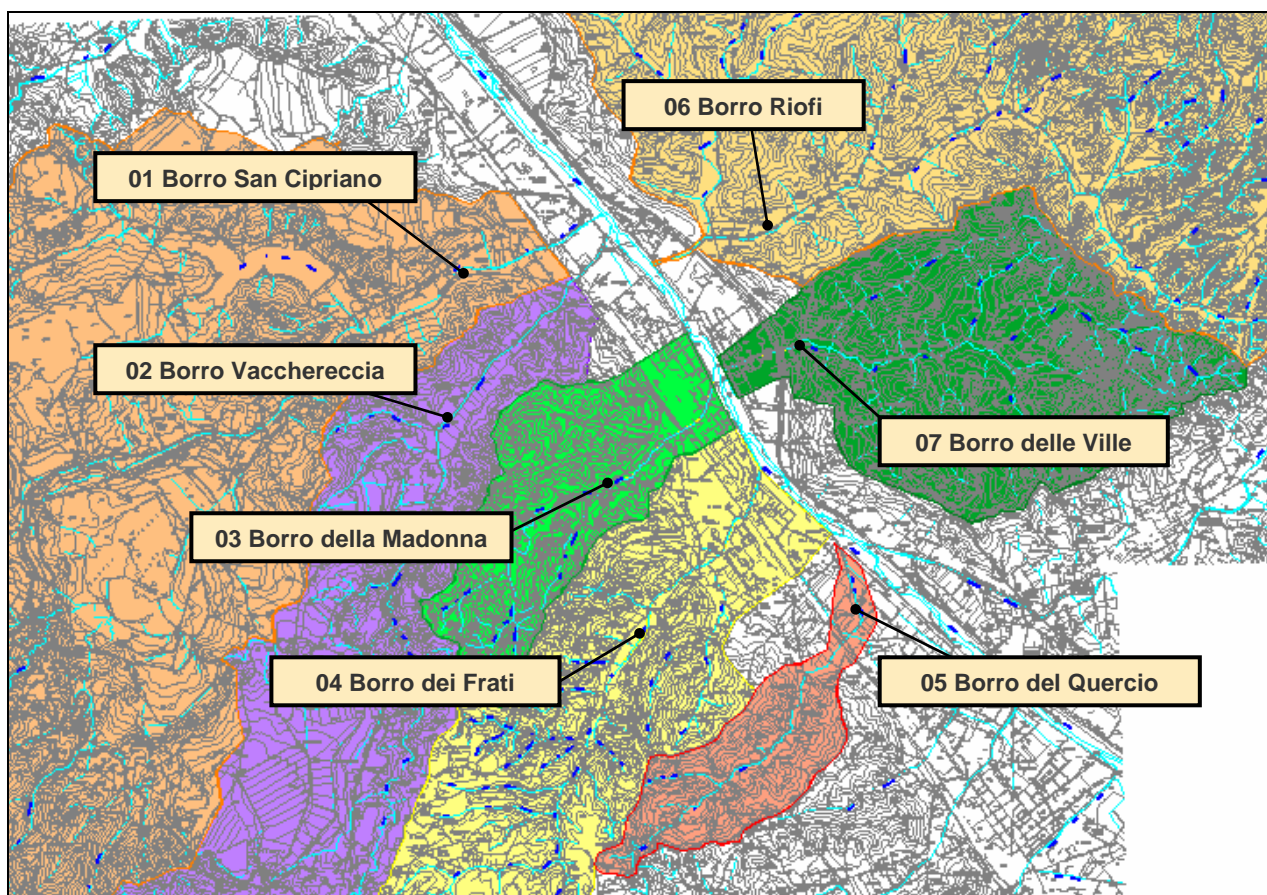 06 Borro Riofi
01 Borro San Cipriano
02 Borro Vacchereccia
07 Borro delle Ville
03 Borro della Madonna
04 Borro dei Frati
05 Borro del Quercio